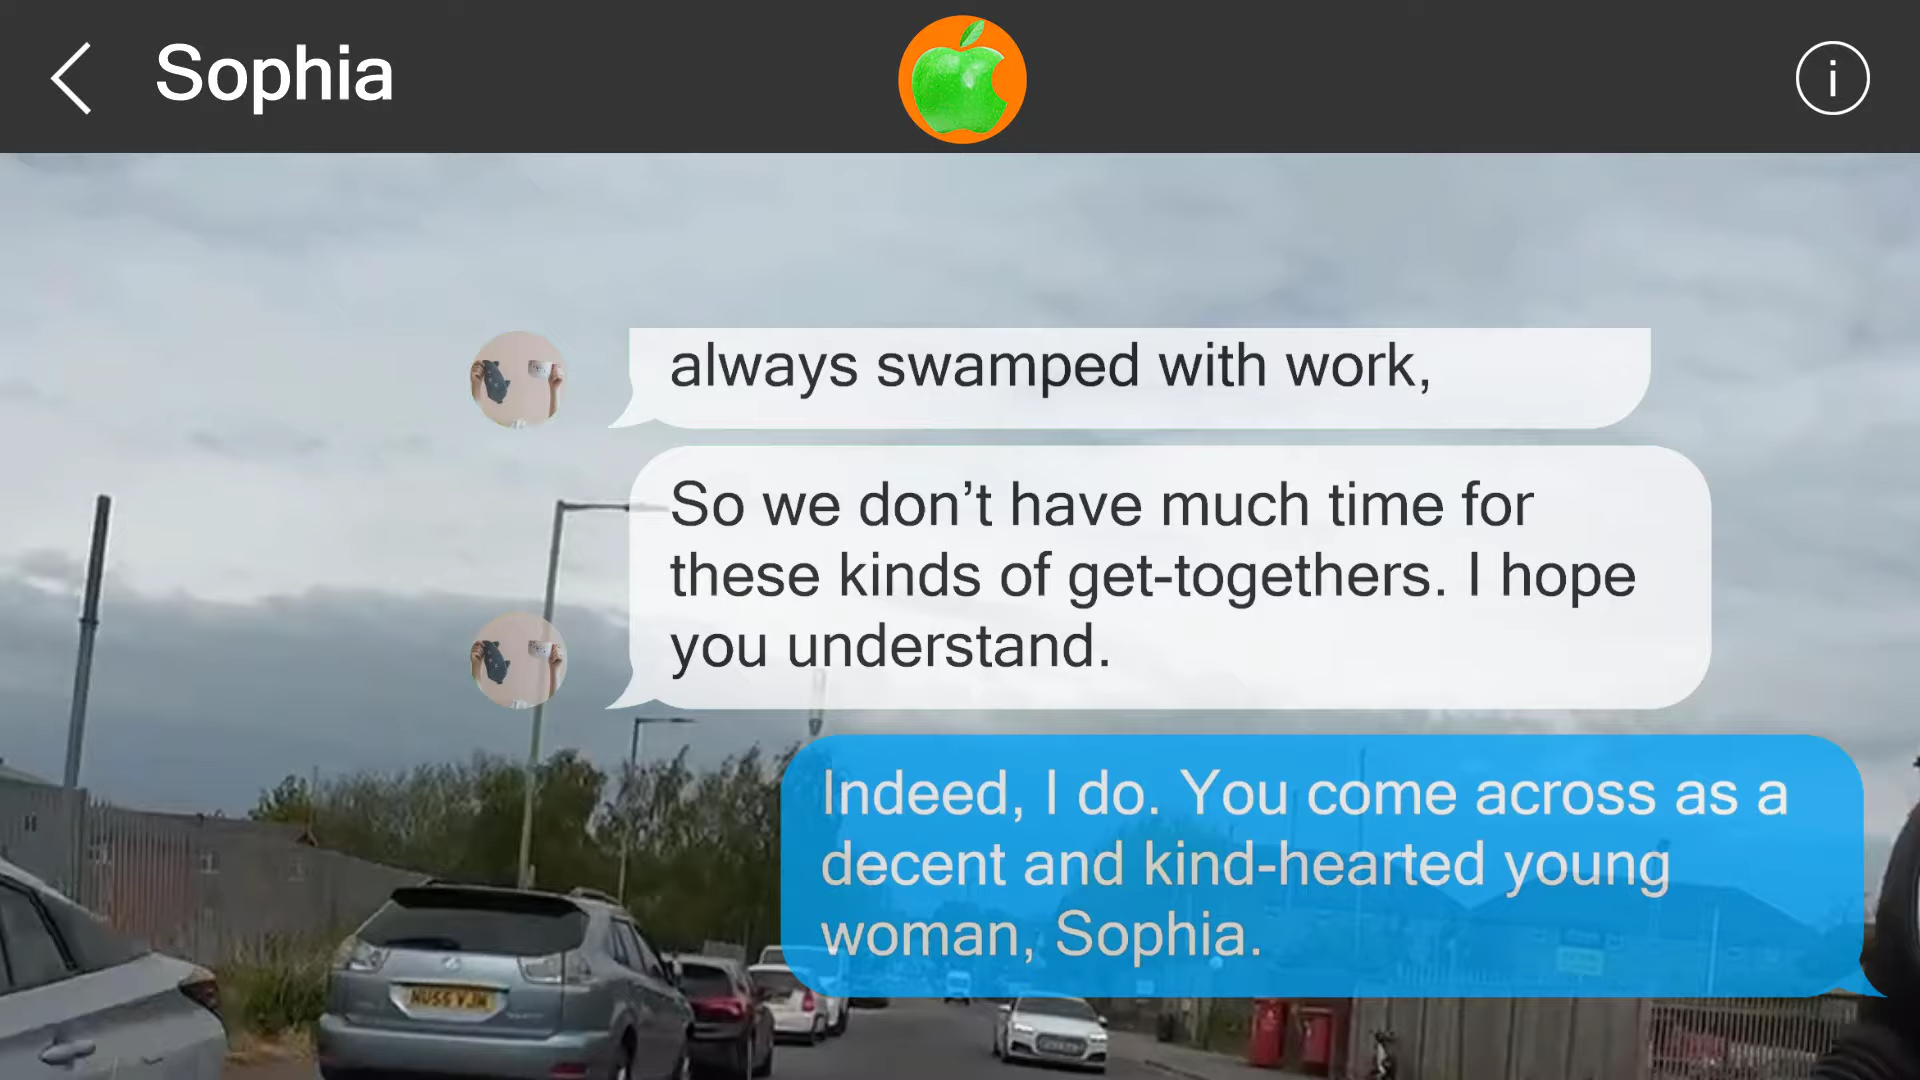 Sophia
i
always swamped with work,
So we don’t have much time for
these kinds of get-togethers. I hope
you understand.
Indeed, I do. You come across as a
decent and kind-hearted young
woman, Sophia.